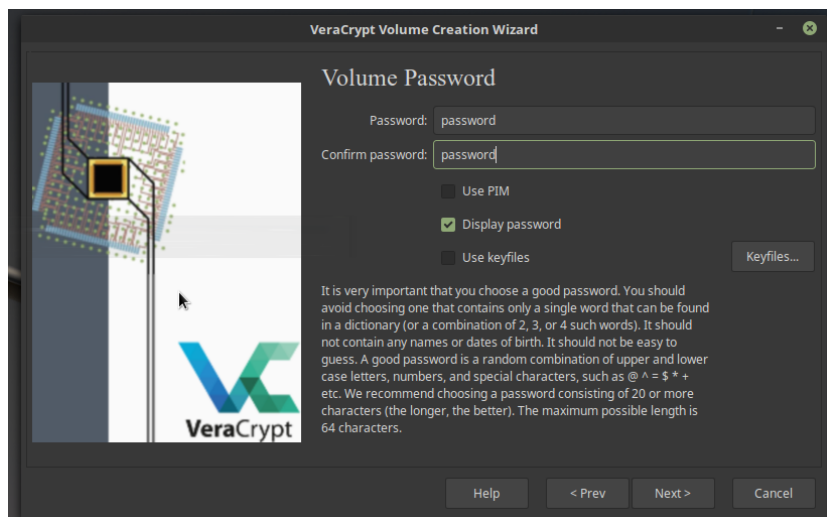 VeraCrypt Volume Creation Wizard
Volume Password
Password: password
Confirm password: password
Use PIM
Display password
Use keyfiles
Keyfiles...
It is very important that you choose a good password. You should
avoid choosing one that contains only a single word that can be found
in a dictionary (or a combination of 2, 3, or 4 such words). It should
not contain any names or dates of birth. It should not be easy to
guess. A good password is a random combination of upper and lower
case letters, numbers, and special characters, such as @ ^ = $ * +
etc. We recommend choosing a password consisting of 20 or more
characters (the longer, the better). The maximum possible length is
64 characters.
VeraCrypt
Help < Prev Next > Cancel